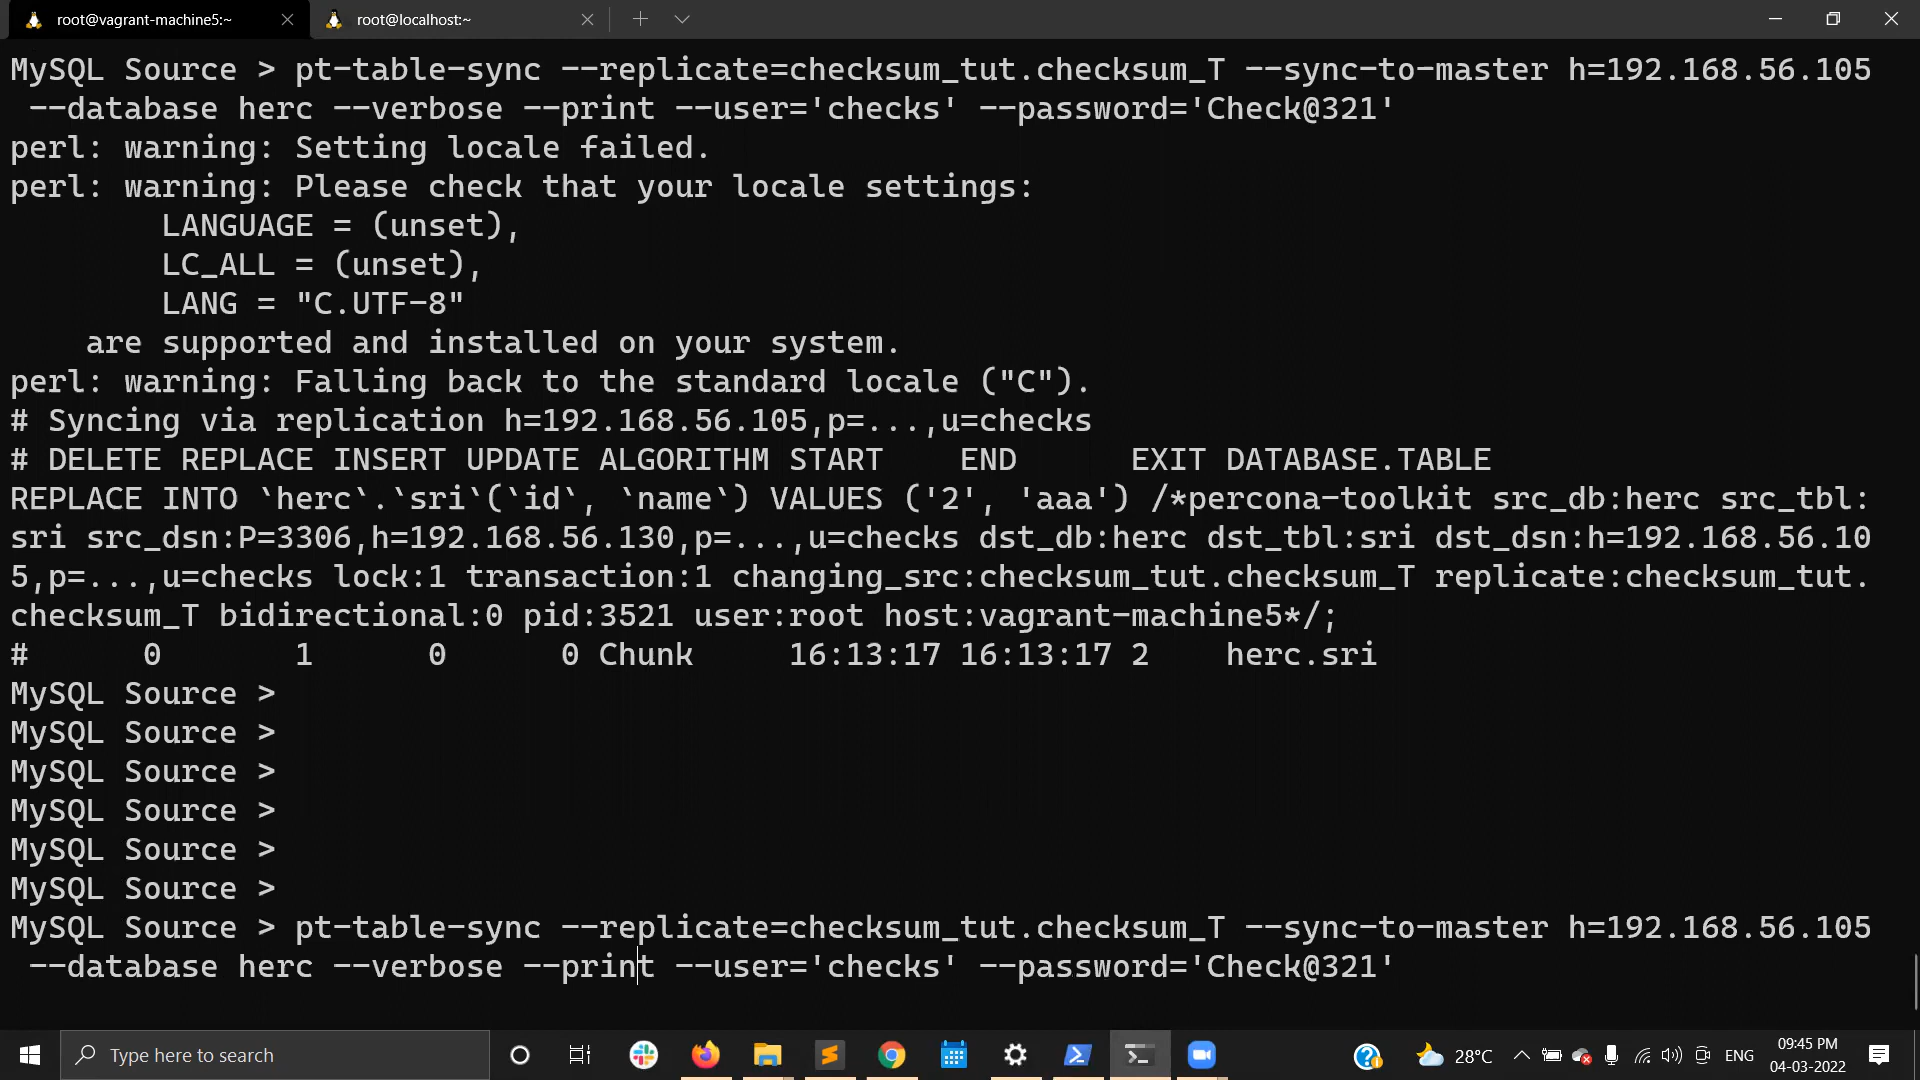 root@vagrant-machine5:~
root@localhost:~
MySQL Source > pt-table-sync --replicate=checksum_tut.checksum_T --sync-to-master h=192.168.56.105
--database herc --verbose --print --user='checks' --password='Check@321'
perl: warning: Setting locale failed.
perl: warning: Please check that your locale settings:
LANGUAGE = (unset),
LC_ALL = (unset),
LANG = "C.UTF-8"
are supported and installed on your system.
perl: warning: Falling back to the standard locale ("C").
# Syncing via replication h=192.168.56.105,p=...,u=checks
# DELETE REPLACE INSERT UPDATE ALGORITHM START    END      EXIT DATABASE.TABLE
REPLACE INTO `herc`.`sri`(`id`, `name`) VALUES ('2', 'aaa') /*percona-toolkit src_db:herc src_tbl:
sri src_dsn:P=3306,h=192.168.56.130,p=...,u=checks dst_db:herc dst_tbl:sri dst_dsn:h=192.168.56.10
5,p=...,u=checks lock:1 transaction:1 changing_src:checksum_tut.checksum_T replicate:checksum_tut.
checksum_T bidirectional:0 pid:3521 user:root host:vagrant-machine5*/;
#      0       1      0      0 Chunk     16:13:17 16:13:17 2    herc.sri
MySQL Source >
MySQL Source >
MySQL Source >
MySQL Source >
MySQL Source >
MySQL Source >
MySQL Source > pt-table-sync --replicate=checksum_tut.checksum_T --sync-to-master h=192.168.56.105
--database herc --verbose --print --user='checks' --password='Check@321'
Type here to search
28°C
ENG
09:45 PM
04-03-2022